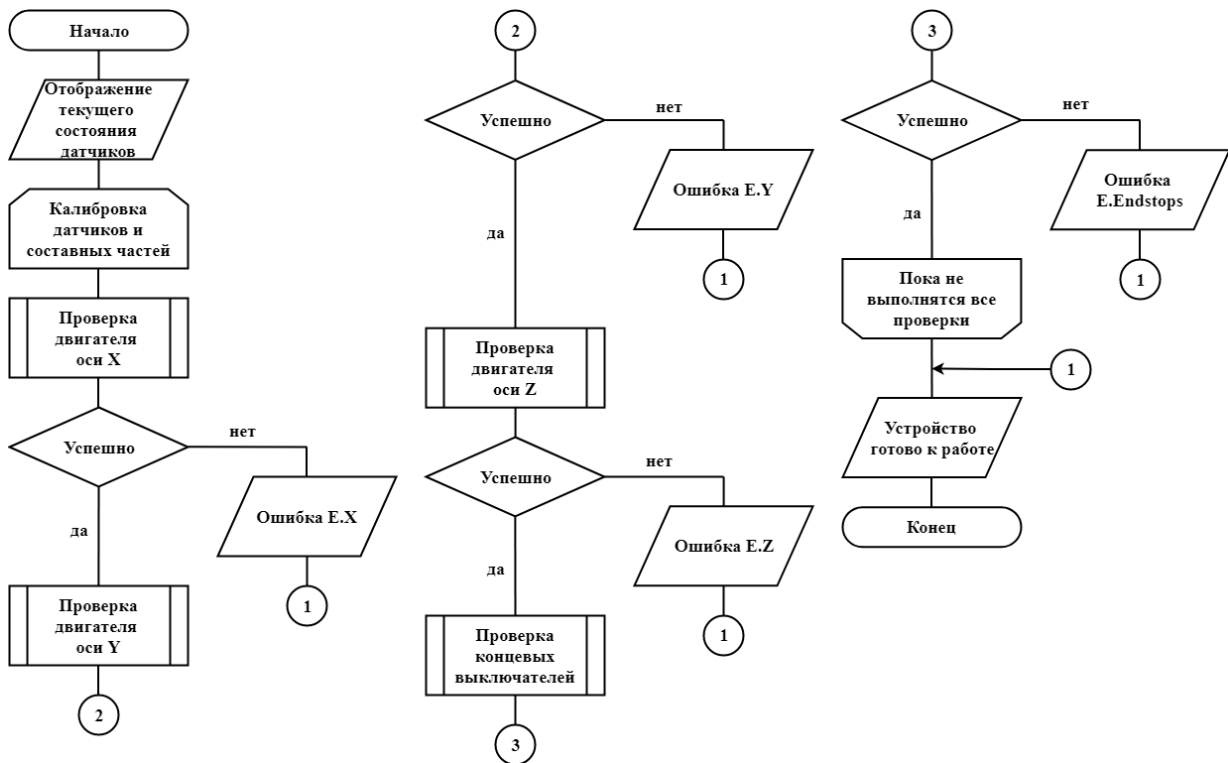 Начало
Отображение
текущего
состояния
датчиков
Калибровка
датчиков и
составных частей
Проверка
двигателя
оси X
Успешно
нет
Ошибка E.X
1
да
Проверка
двигателя
оси Y
2
2
Успешно
нет
Ошибка E.Y
1
да
Проверка
двигателя
оси Z
Успешно
нет
Ошибка E.Z
1
да
Проверка
концевых
выключателей
3
3
Успешно
нет
Ошибка
E.Endstops
1
да
Пока не
выполнятся все
проверки
1
Устройство
готово к работе
Конец